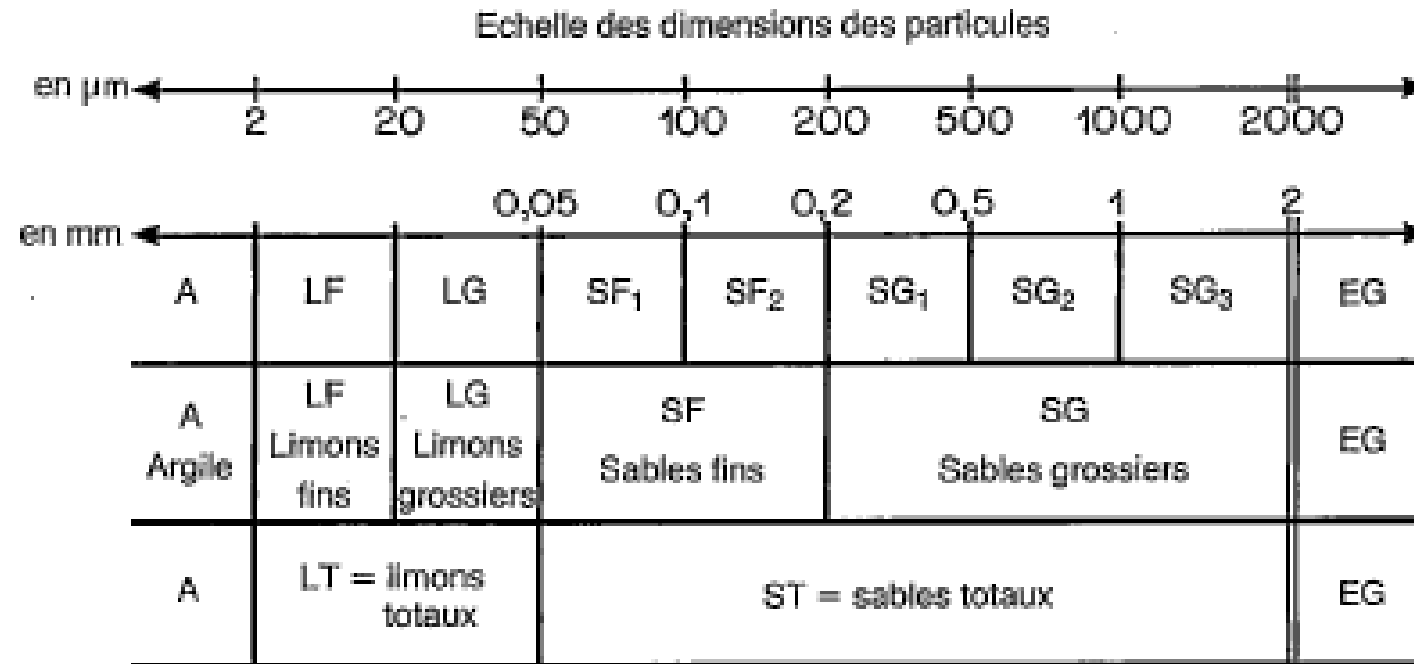 Echelle des dimensions des particules
en µm
2 20 50 100 200 500 1000 2000
0,05 0,1 0,2 0,5 1 2
en mm
A LF LG SF1 SF2 SG1 SG2 SG3 EG
A
Argile
LF
Limons
fins
LG
Limons
grossiers
SF
Sables fins
SG
Sables grossiers
EG
A
LT = limons
totaux
ST = sables totaux
EG